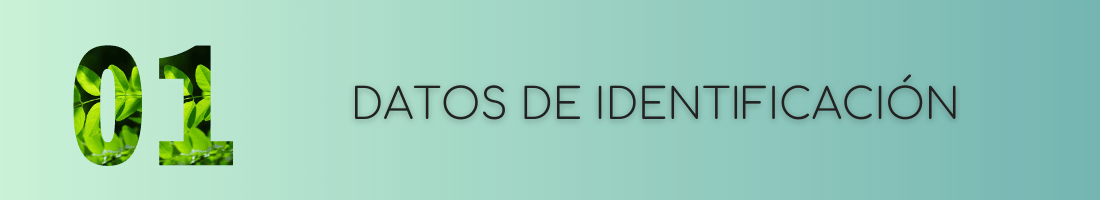 01 DATOS DE IDENTIFICACIÓN